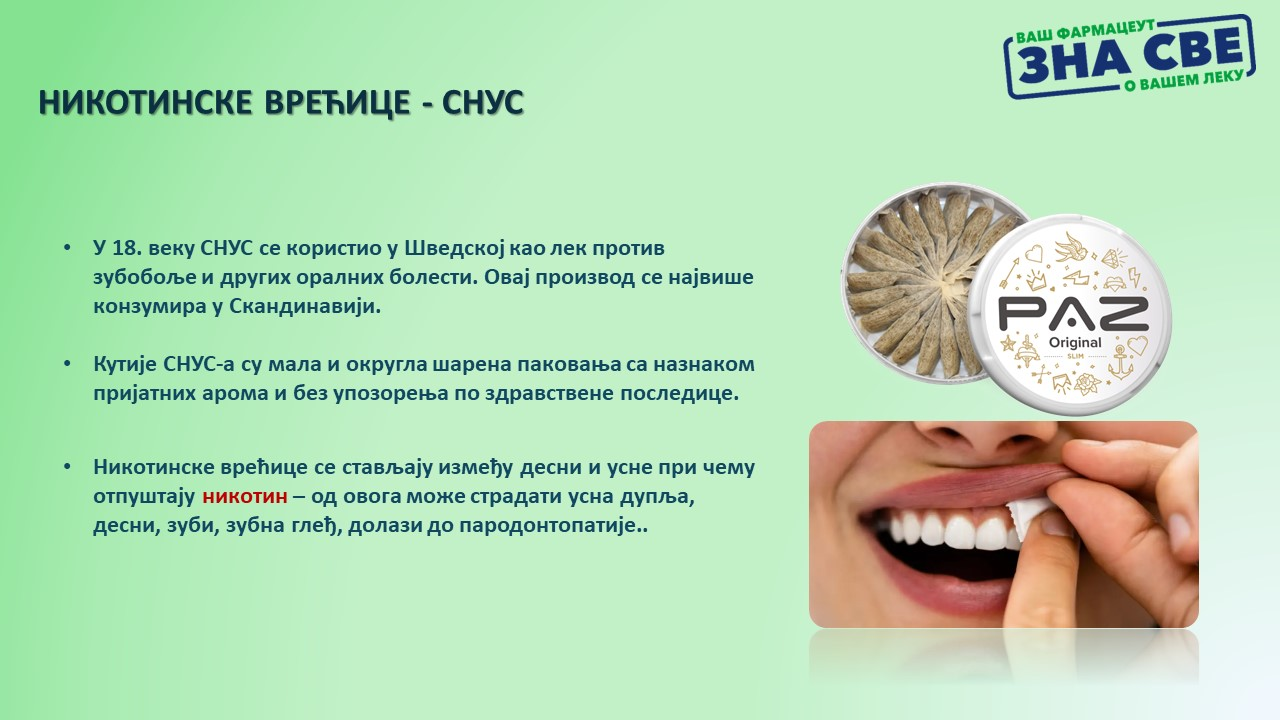 ВАШ ФАРМАЦЕУТ
ЗНА СВЕ
О ВАШЕМ ЛЕКУ
НИКОТИНСКЕ ВРЕЋИЦЕ - СНУС
• У 18. веку СНУС се користио у Шведској као лек против
зубобоље и других оралних болести. Овај производ се највише
конзумира у Скандинавији.
• Кутије СНУС-а су мала и округла шарена паковања са назнаком
пријатних арома и без упозорења по здравствене последице.
• Никотинске врећице се стављају између десни и усне при чему
отпуштају никотин – од овога може страдати усна дупља,
десни, зуби, зубна глеђ, долази до пародонтопатије..
PAZ
Original
SLIM